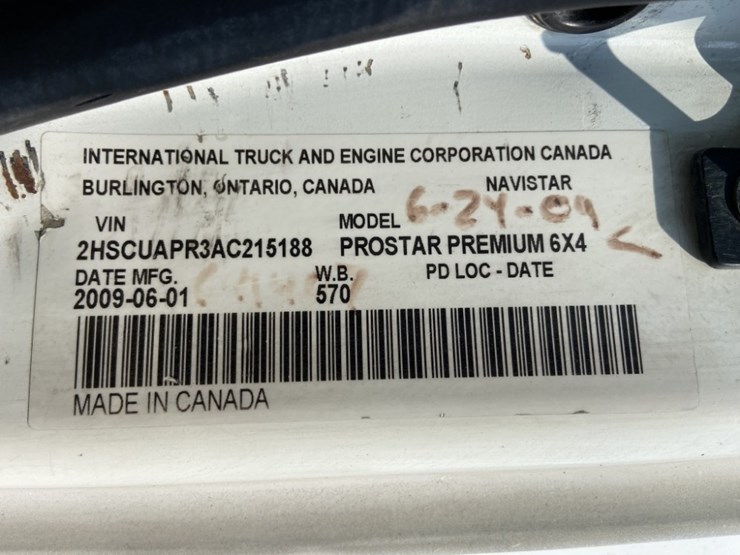 INTERNATIONAL TRUCK AND ENGINE CORPORATION CANADA
BURLINGTON, ONTARIO, CANADA NAVISTAR
VIN MODEL 6-24-09
2HSCUAPR3AC215188 PROSTAR PREMIUM 6X4
DATE MFG. W.B. PD LOC - DATE
2009-06-01 570
MADE IN CANADA